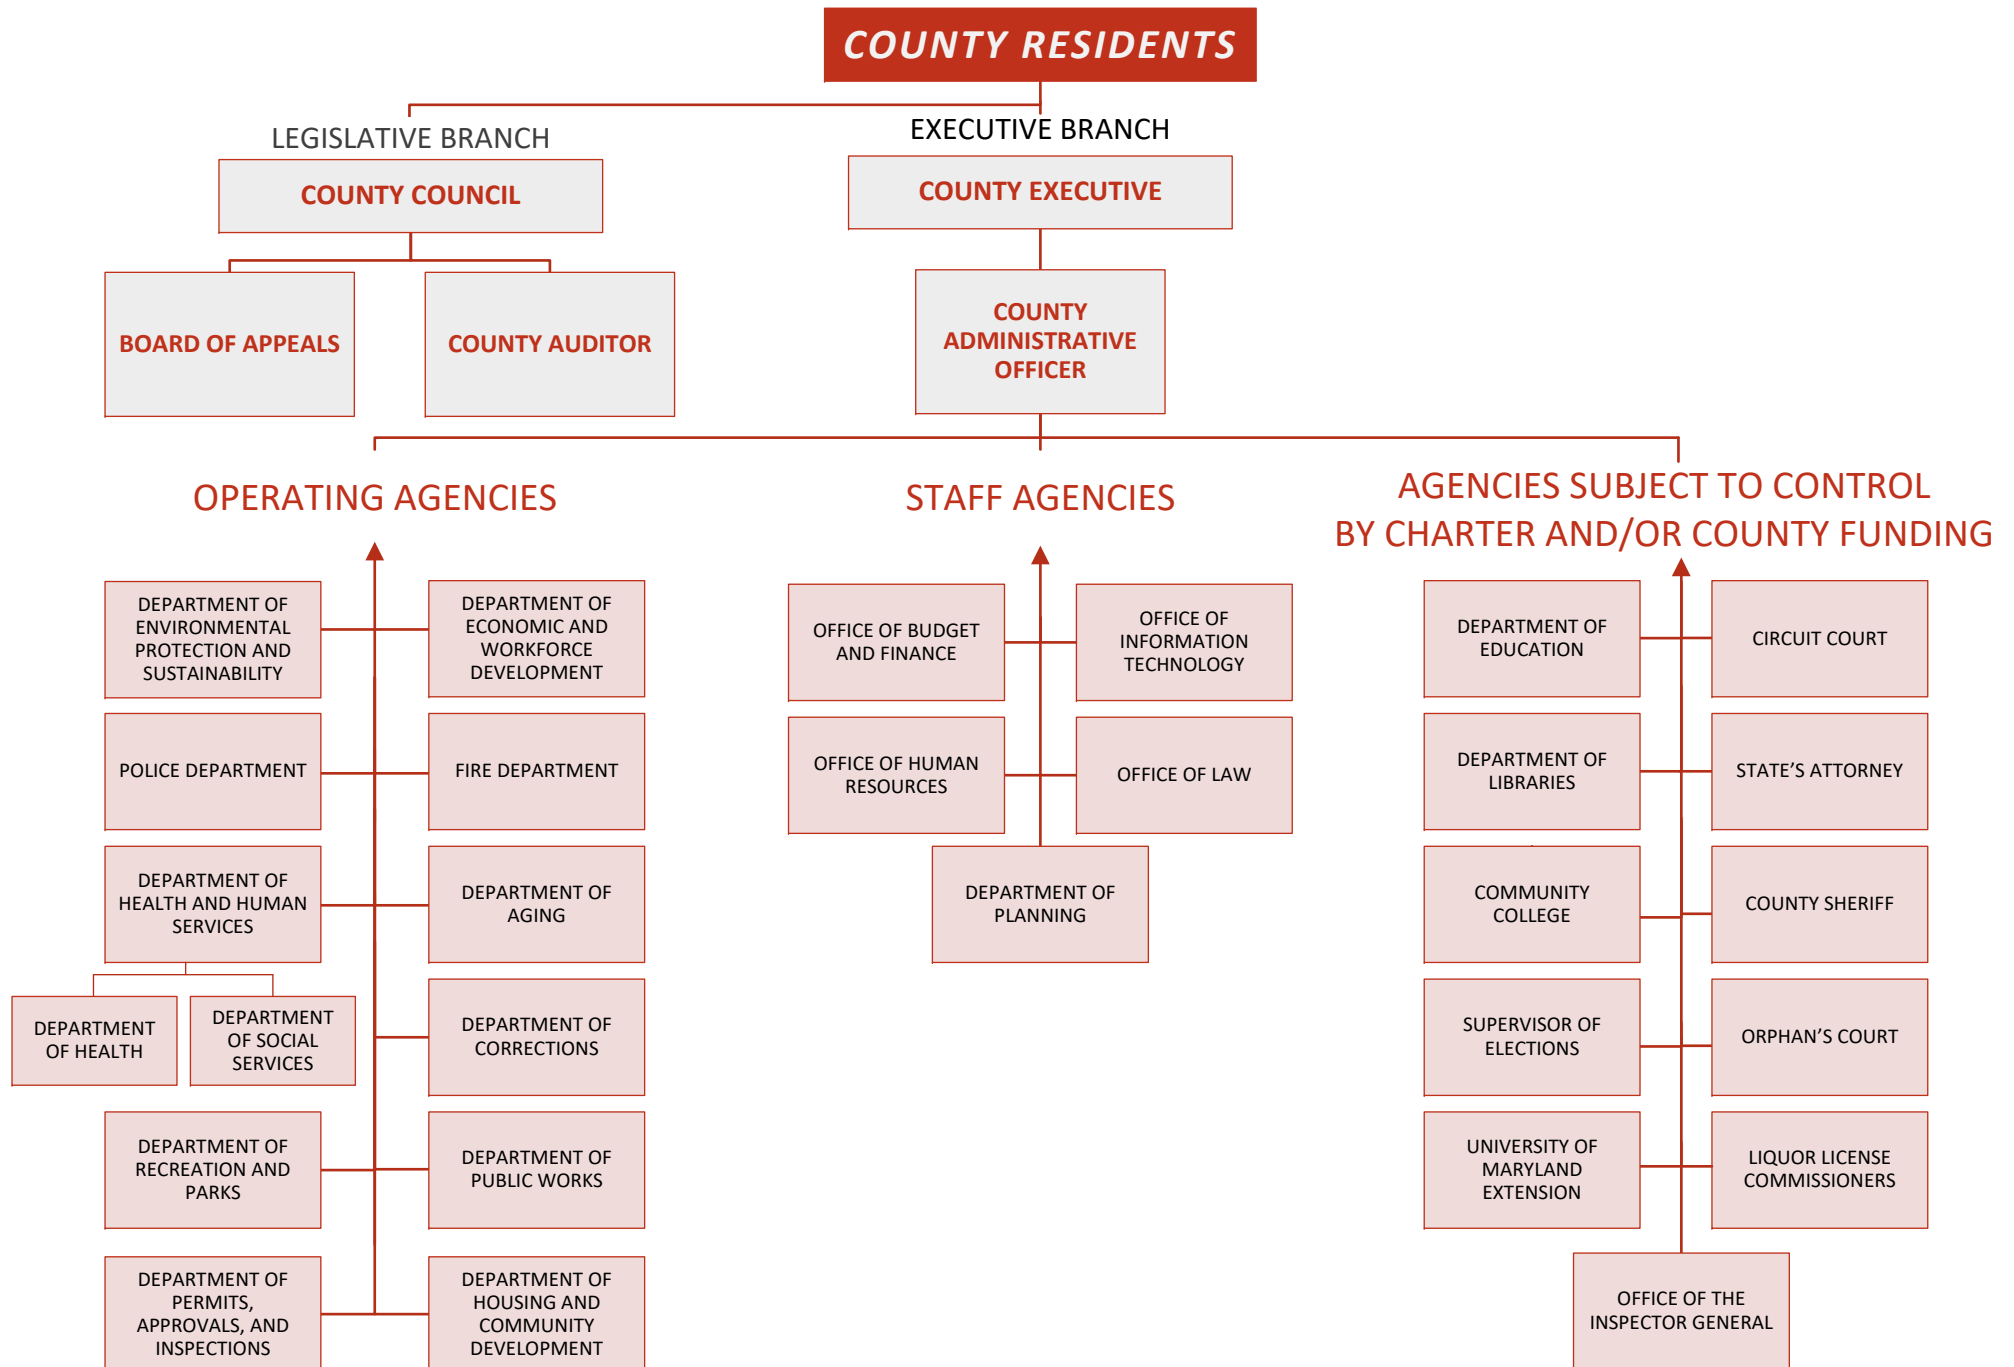 COUNTY RESIDENTS
LEGISLATIVE BRANCH
EXECUTIVE BRANCH
COUNTY COUNCIL
COUNTY EXECUTIVE
BOARD OF APPEALS
COUNTY AUDITOR
COUNTY
ADMINISTRATIVE
OFFICER
OPERATING AGENCIES
DEPARTMENT OF
ENVIRONMENTAL
PROTECTION AND
SUSTAINABILITY
DEPARTMENT OF
ECONOMIC AND
WORKFORCE
DEVELOPMENT
POLICE DEPARTMENT
FIRE DEPARTMENT
DEPARTMENT OF
HEALTH AND HUMAN
SERVICES
DEPARTMENT OF
AGING
DEPARTMENT
OF HEALTH
DEPARTMENT
OF SOCIAL
SERVICES
DEPARTMENT OF
CORRECTIONS
DEPARTMENT OF
RECREATION AND
PARKS
DEPARTMENT OF
PUBLIC WORKS
DEPARTMENT OF
PERMITS,
APPROVALS, AND
INSPECTIONS
DEPARTMENT OF
HOUSING AND
COMMUNITY
DEVELOPMENT
STAFF AGENCIES
OFFICE OF BUDGET
AND FINANCE
OFFICE OF
INFORMATION
TECHNOLOGY
OFFICE OF HUMAN
RESOURCES
OFFICE OF LAW
DEPARTMENT OF
PLANNING
AGENCIES SUBJECT TO CONTROL
BY CHARTER AND/OR COUNTY FUNDING
DEPARTMENT OF
EDUCATION
CIRCUIT COURT
DEPARTMENT OF
LIBRARIES
STATE’S ATTORNEY
COMMUNITY
COLLEGE
COUNTY SHERIFF
SUPERVISOR OF
ELECTIONS
ORPHAN’S COURT
UNIVERSITY OF
MARYLAND
EXTENSION
LIQUOR LICENSE
COMMISSIONERS
OFFICE OF THE
INSPECTOR GENERAL